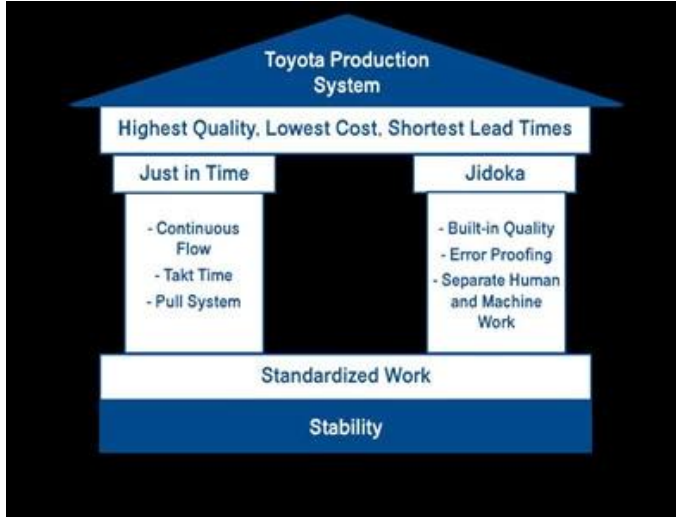 Toyota Production
System
Highest Quality, Lowest Cost, Shortest Lead Times
Just in Time
- Continuous
Flow
- Takt Time
- Pull System
Jidoka
- Built-in Quality
- Error Proofing
- Separate Human
and Machine
Work
Standardized Work
Stability